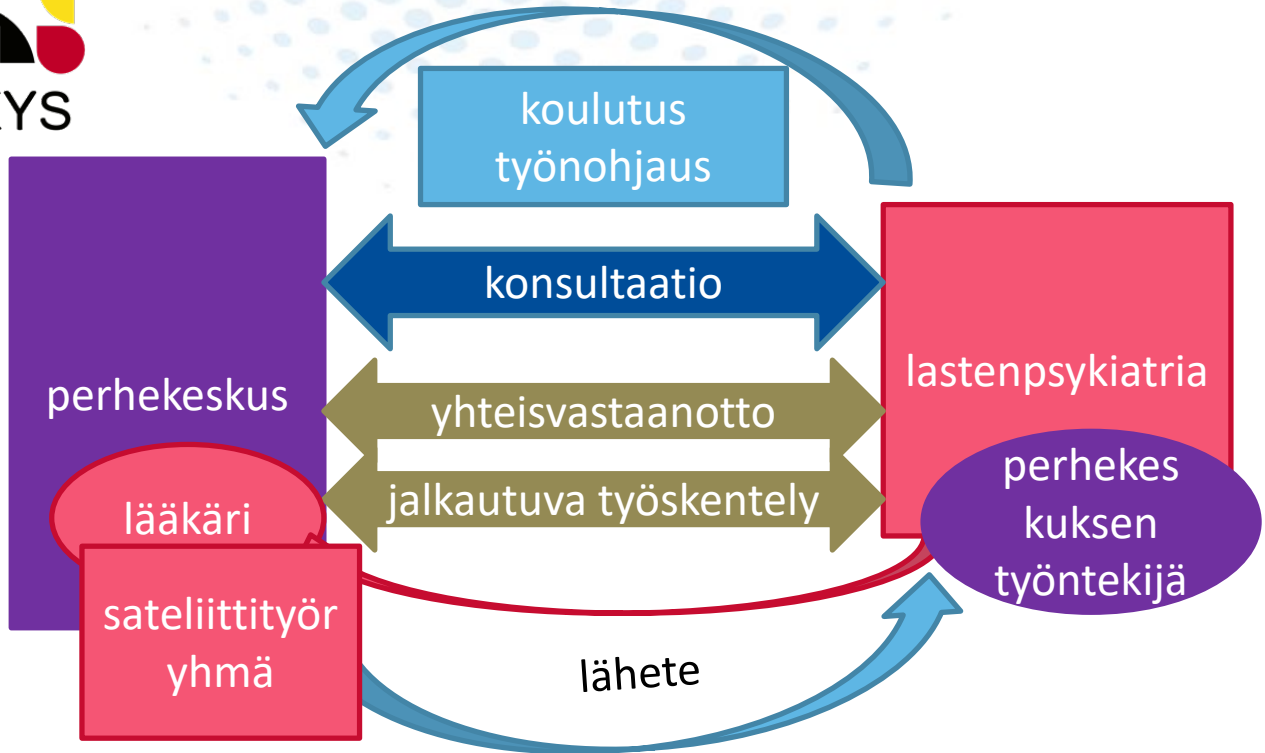 YS
koulutus
työnohjaus
konsultaatio
perhekeskus
lastenpsykiatria
yhteisvastaanotto
jalkautuva työskentely
lääkäri
perhekes
kuksen
työntekijä
sateliittityör
yhmä
lähete